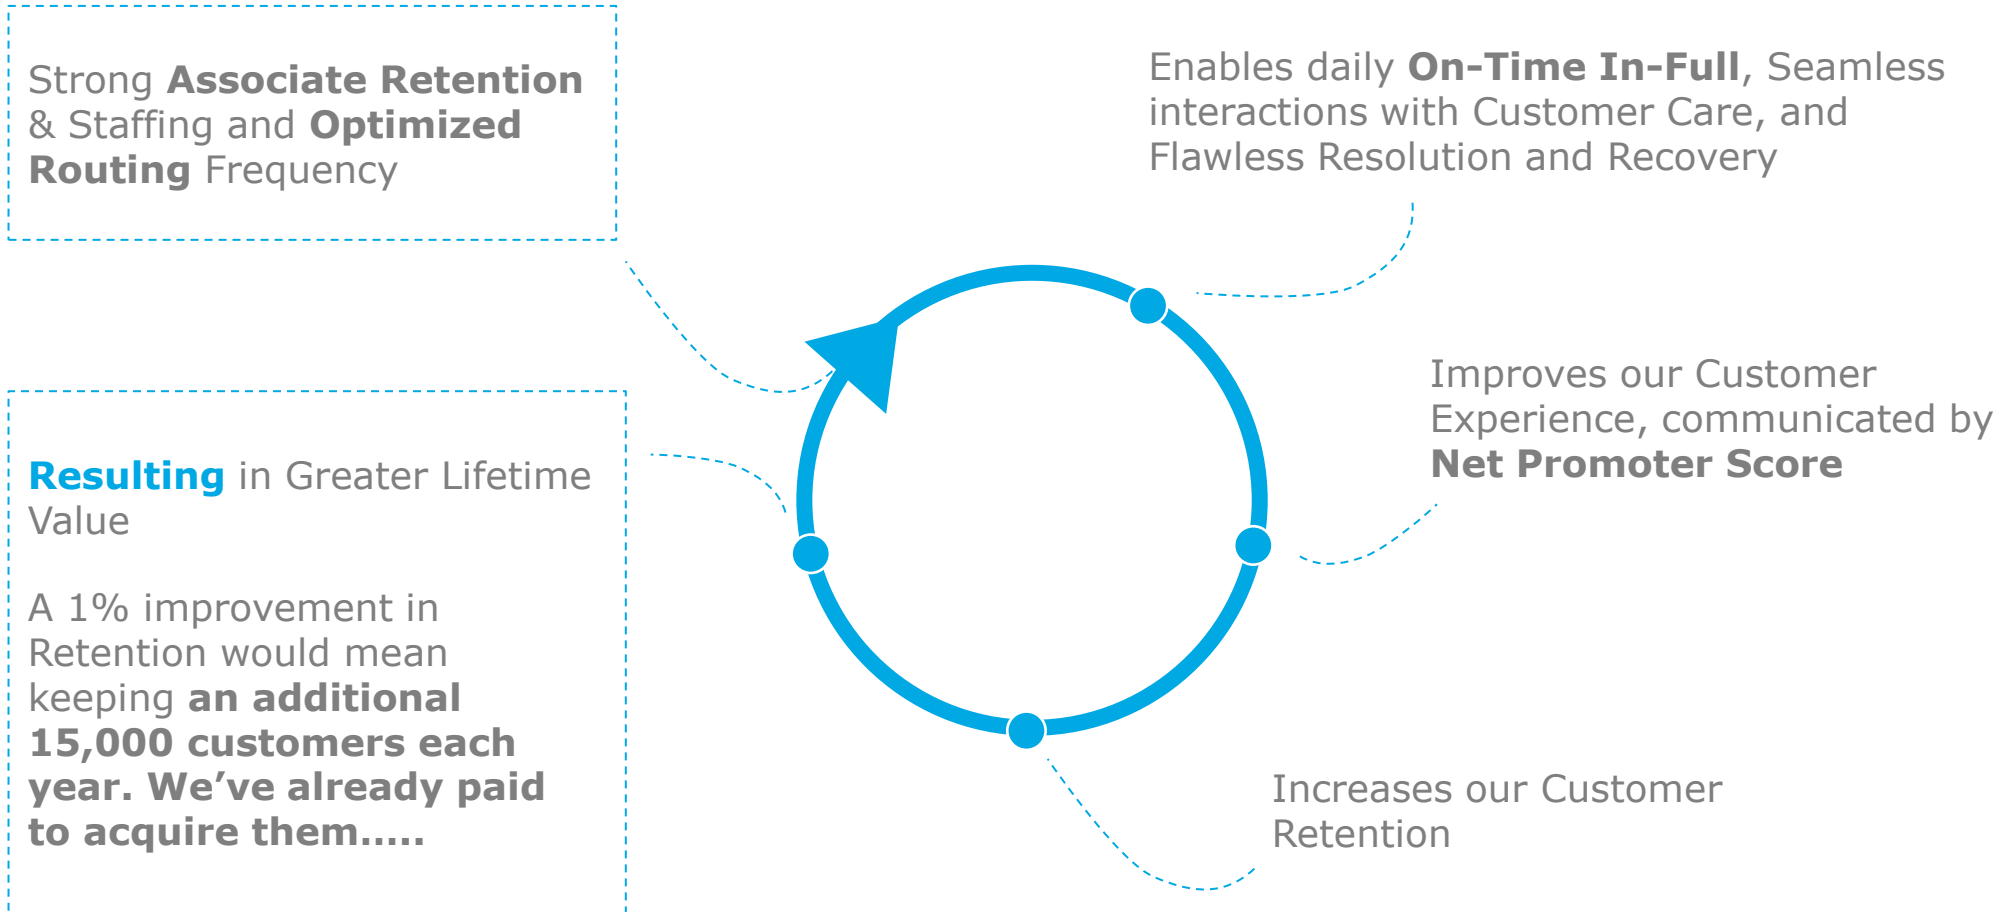 Strong Associate Retention
& Staffing and Optimized
Routing Frequency
Enables daily On-Time In-Full, Seamless
interactions with Customer Care, and
Flawless Resolution and Recovery
Improves our Customer
Experience, communicated by
Net Promoter Score
Increases our Customer
Retention
Resulting in Greater Lifetime
Value
A 1% improvement in
Retention would mean
keeping an additional
15,000 customers each
year. We’ve already paid
to acquire them…..